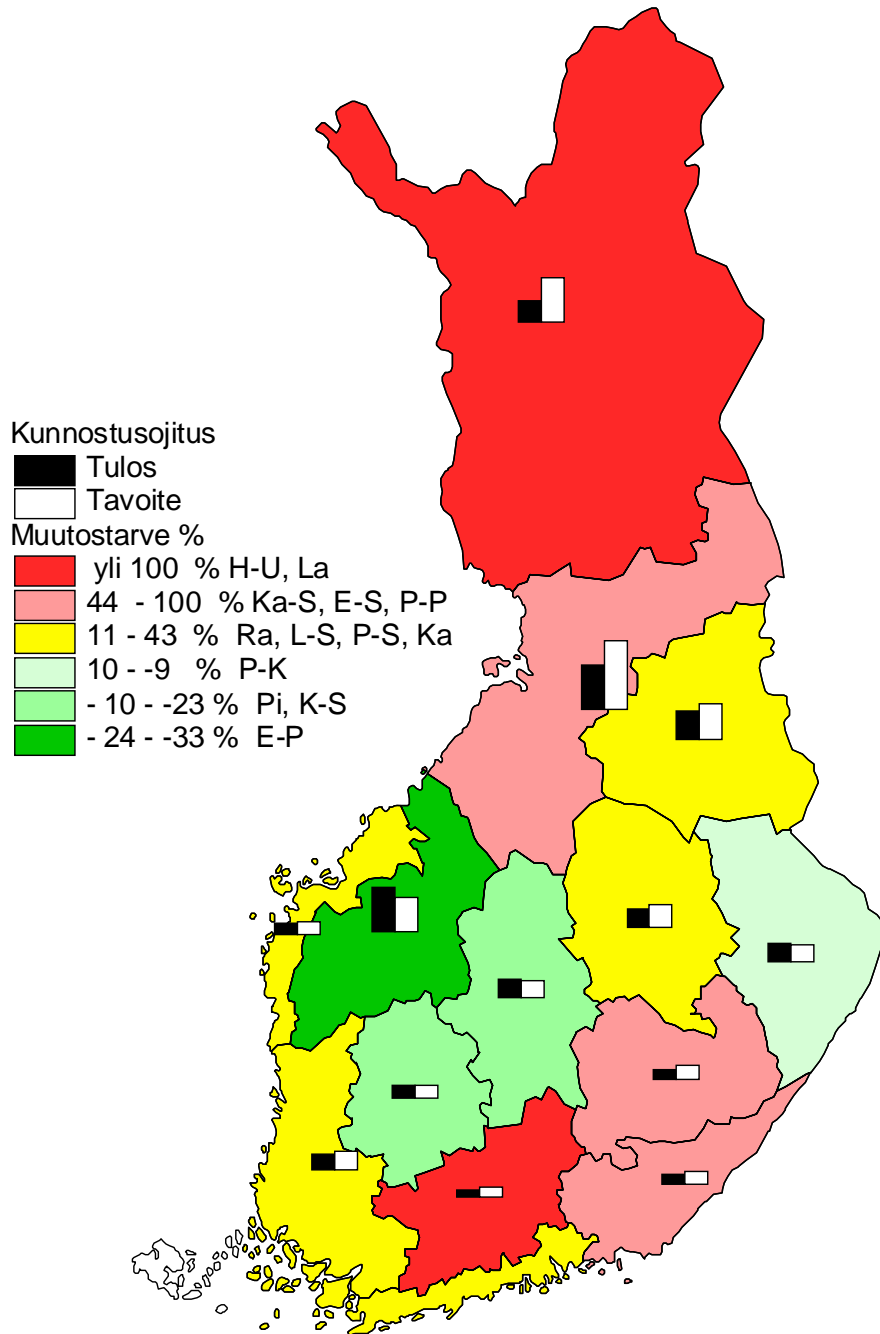 Kunnostusojitus
Tulos
Tavoite
Muutostarve %
yli 100 % H-U, La
44 - 100 % Ka-S, E-S, P-P
11 - 43 % Ra, L-S, P-S, Ka
10 - -9 % P-K
- 10 - -23 % Pi, K-S
- 24 - -33 % E-P